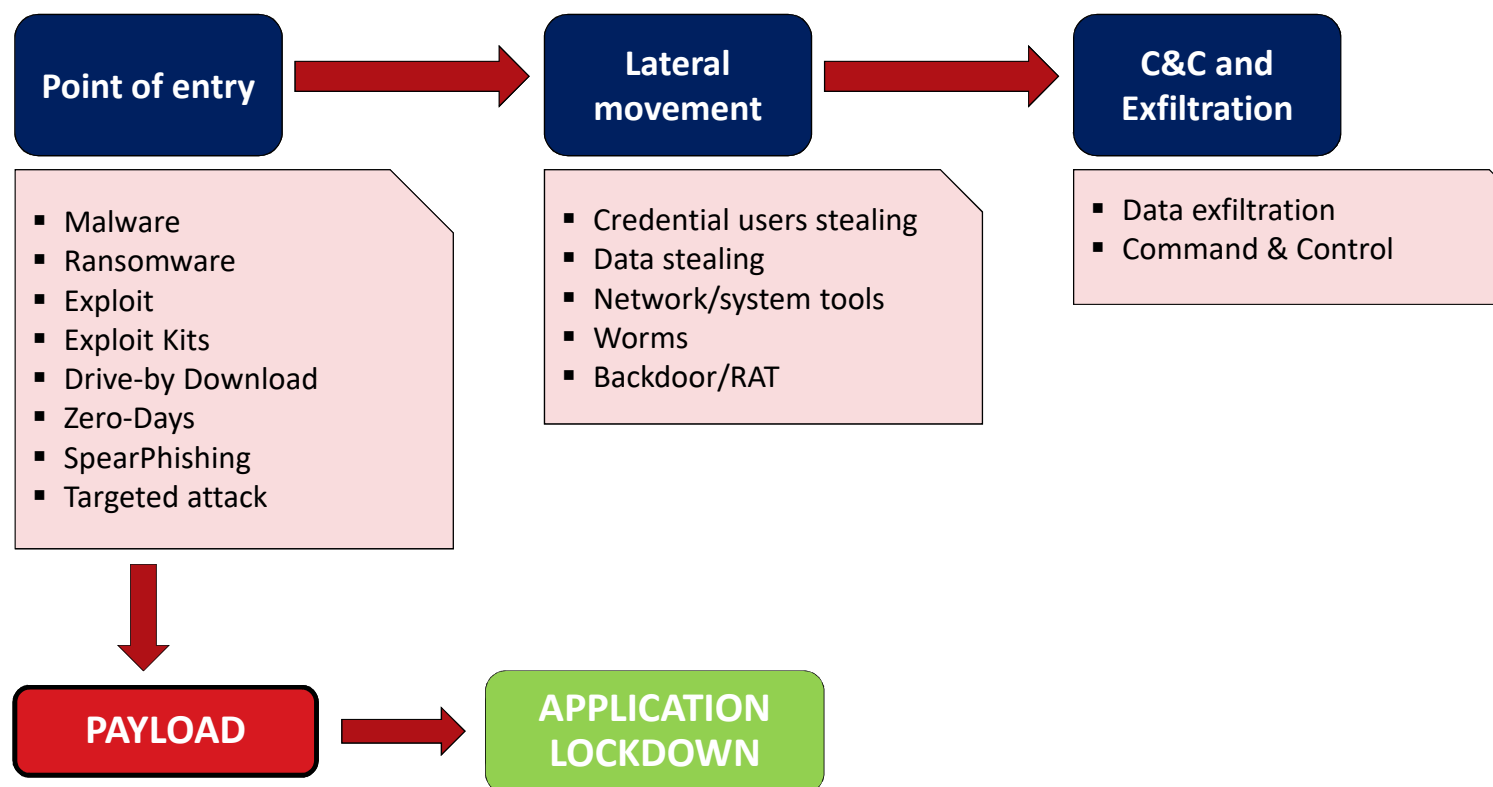 Point of entry
Lateral
movement
C&C and
Exfiltration
▪ Malware
▪ Ransomware
▪ Exploit
▪ Exploit Kits
▪ Drive-by Download
▪ Zero-Days
▪ SpearPhishing
▪ Targeted attack
▪ Credential users stealing
▪ Data stealing
▪ Network/system tools
▪ Worms
▪ Backdoor/RAT
▪ Data exfiltration
▪ Command & Control
PAYLOAD
APPLICATION
LOCKDOWN